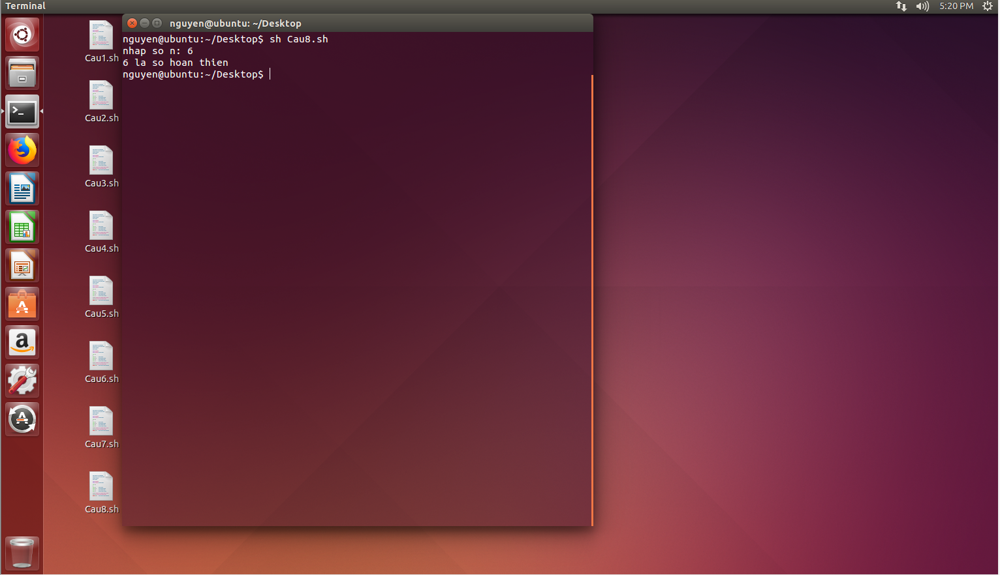 Terminal
5:20 PM
nguyen@ubuntu: ~/Desktop
nguyen@ubuntu:~/Desktop$ sh Cau8.sh
nhap so n: 6
6 la so hoan thien
nguyen@ubuntu:~/Desktop$
Cau1.sh
Cau2.sh
Cau3.sh
Cau4.sh
Cau5.sh
Cau6.sh
Cau7.sh
Cau8.sh